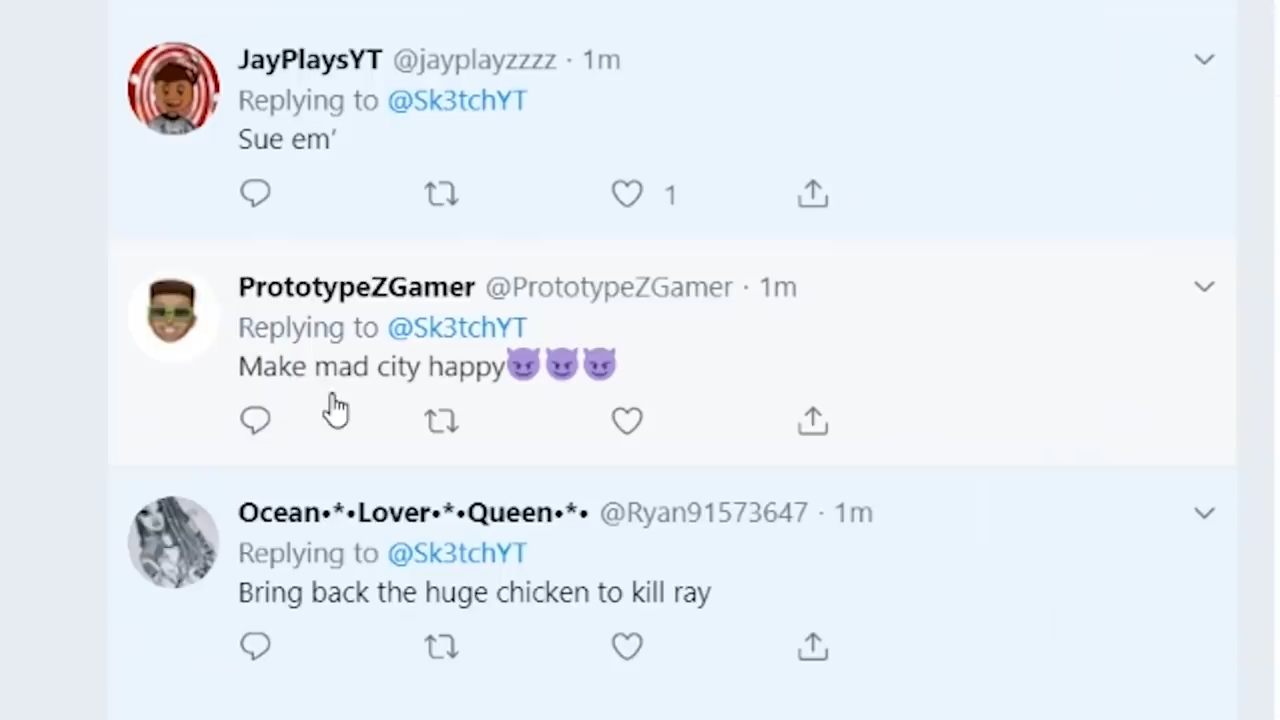 JayPlaysYT @jayplayzzzz · 1m
Replying to @Sk3tchYT
Sue em’
1
PrototypeZGamer @PrototypeZGamer · 1m
Replying to @Sk3tchYT
Make mad city happy😈😈😈
Ocean•*•Lover•*•Queen•*• @Ryan91573647 · 1m
Replying to @Sk3tchYT
Bring back the huge chicken to kill ray